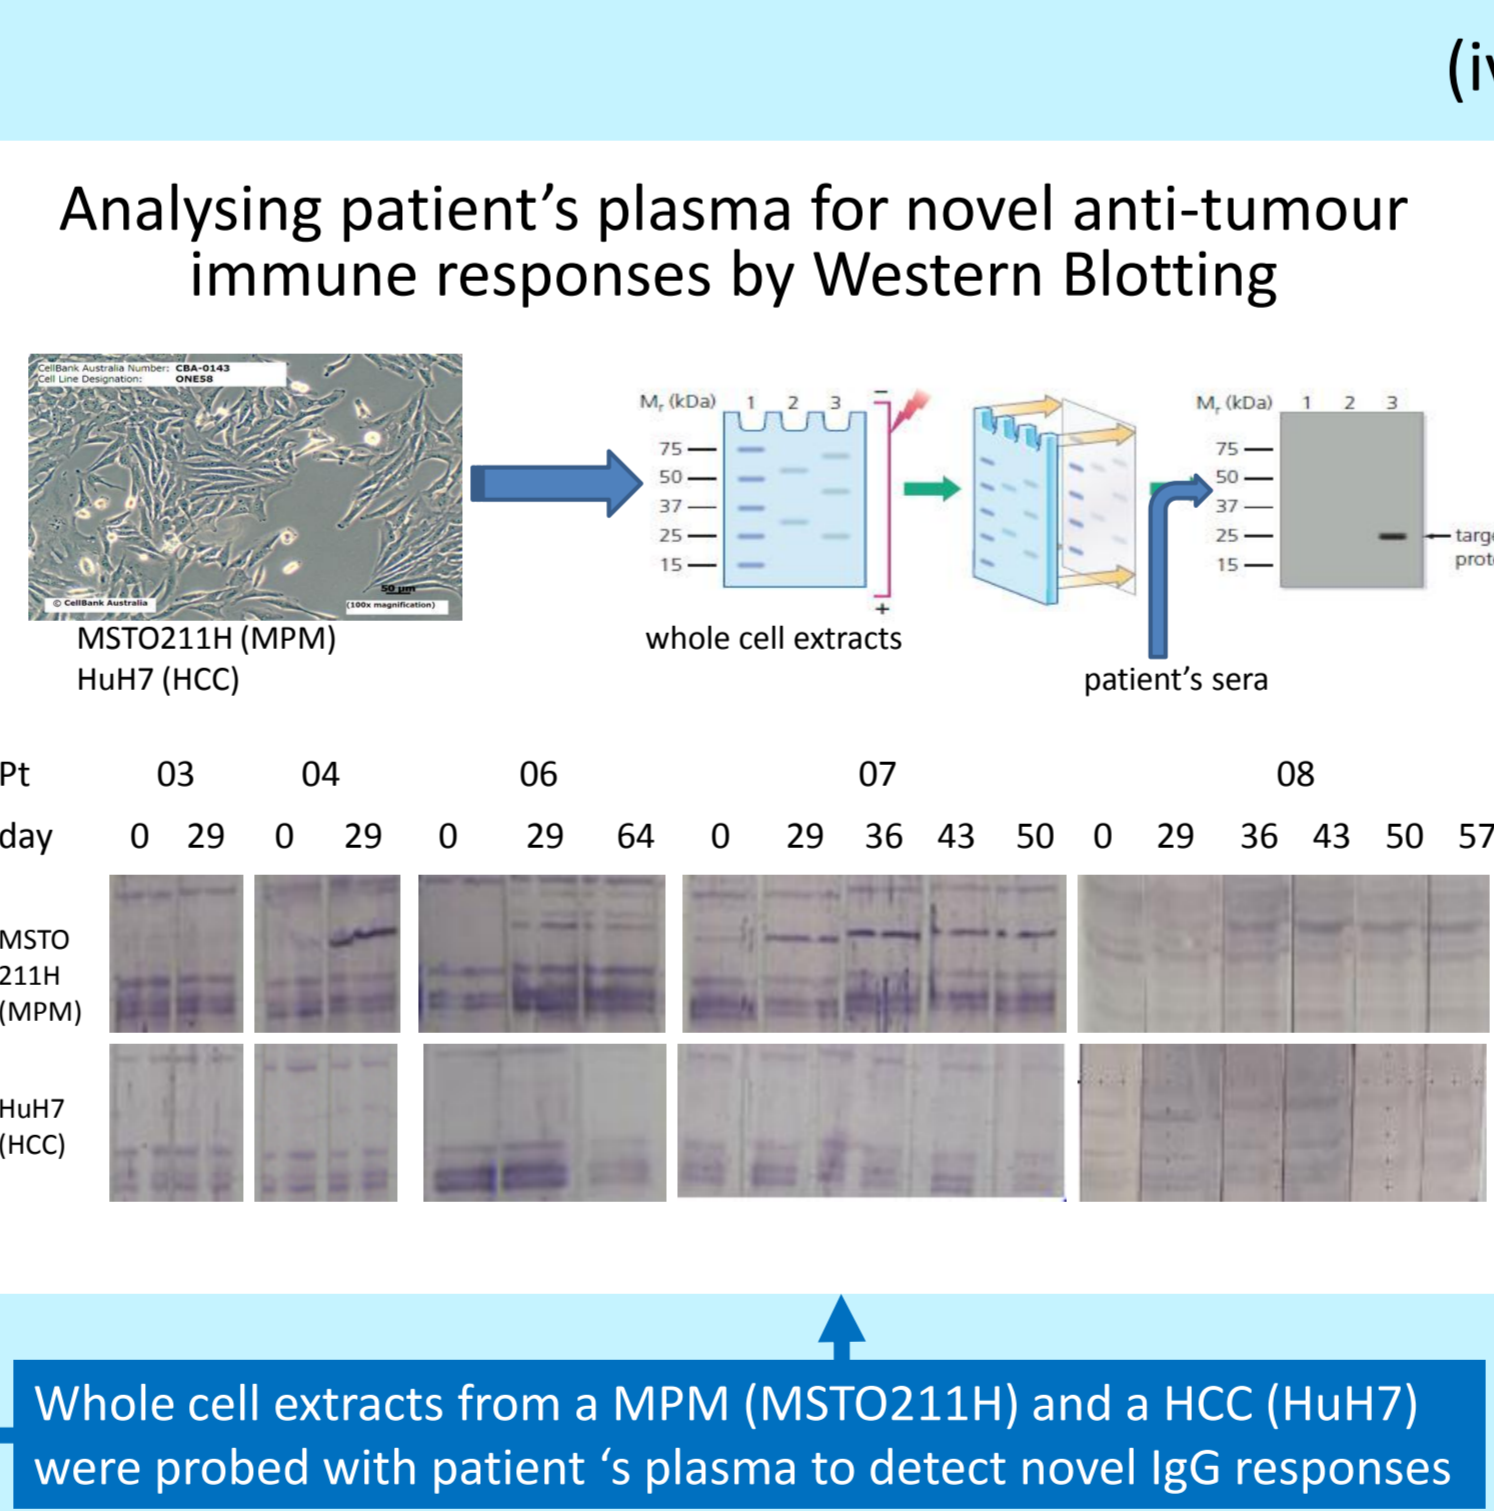 (iv
Analysing patient’s plasma for novel anti-tumour
immune responses by Western Blotting
CellBank Australia Number: CBA-0143
Cell Line Designation: ONE58
50 µm
© CellBank Australia
(100x magnification)
MSTO211H (MPM)
HuH7 (HCC)
Mr (kDa) 1 2 3
75
50
37
25
15
−
+
whole cell extracts
patient’s sera
Mr (kDa) 1 2 3
75
50
37
25
15
targe
prote
Pt 03 04 06 07 08
day 0 29 0 29 0 29 64 0 29 36 43 50 0 29 36 43 50 57
MSTO
211H
(MPM)
HuH7
(HCC)
Whole cell extracts from a MPM (MSTO211H) and a HCC (HuH7)
were probed with patient ‘s plasma to detect novel IgG responses